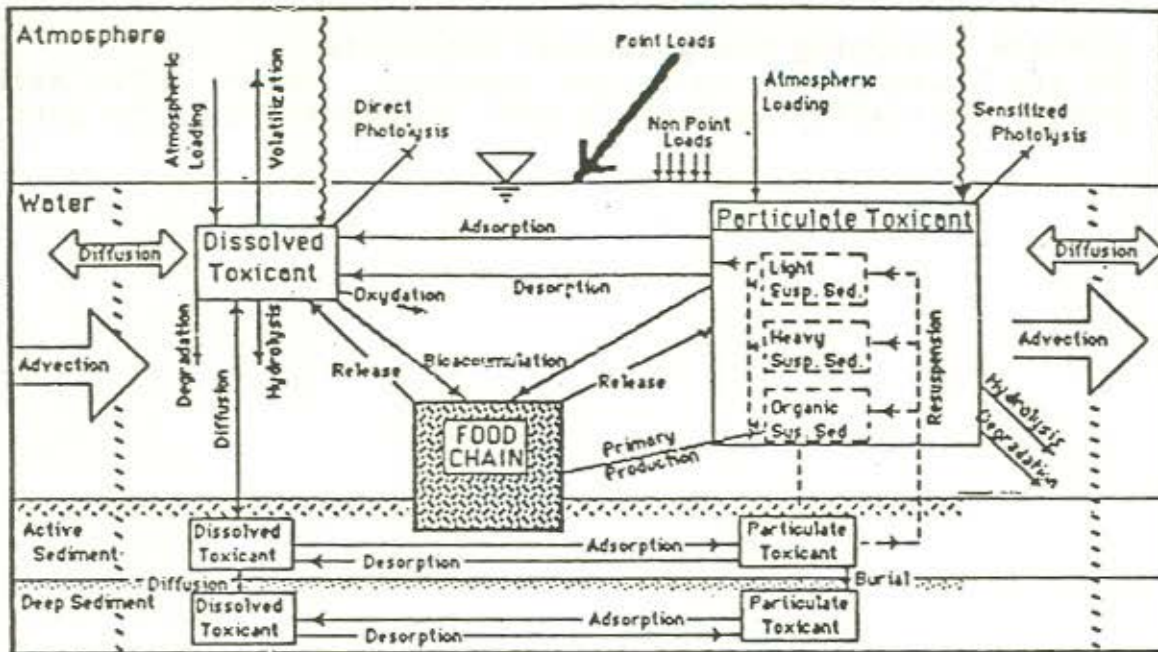 Atmosphere
Point Loads
Atmospheric
Loading
Volatilization
Direct
Photolysis
Non Point
Loads
Atmospheric
Loading
Sensitized
Photolysis
Water
Dissolved
Toxicant
Adsorption
Particulate Toxicant
Diffusion
Desorption
Oxydation
Light
Susp. Sed.
Diffusion
Advection
Degradation
Hydrolysis
Diffusion
Release
Bioaccumulation
Release
Heavy
Susp. Sed.
Resuspension
Advection
FOOD
CHAIN
Primary
Production
Organic
Sus. Sed
Hydrolysis
Degradation
Active
Sediment
Dissolved
Toxicant
Adsorption
Desorption
Particulate
Toxicant
Diffusion
Burial
Deep Sediment
Dissolved
Toxicant
Adsorption
Desorption
Particulate
Toxicant